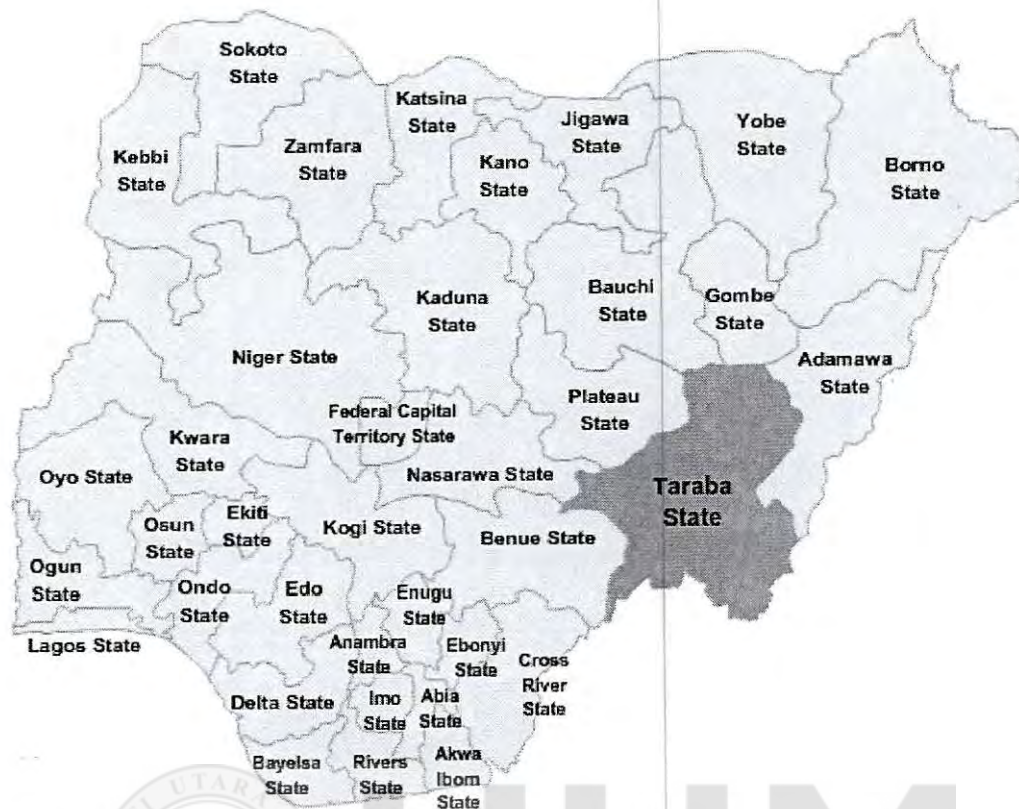 Sokoto
State
Katsina
State
Jigawa
State
Yobe
State
Kebbi
State
Zamfara
State
Kano
State
Borno
State
Bauchi
State
Gombe
State
Kaduna
State
Niger State
Adamawa
State
Plateau
State
Federal Capital
Territory State
Kwara
State
Nasarawa State
Oyo State
Taraba
State
Osun
State
Ekiti
State
Kogi State
Benue State
Ogun
State
Ondo
State
Edo
State
Enugu
State
Lagos State
Anambra
State
Ebonyi
State
Cross
River
State
Delta State
Imo
State
Abia
State
Bayelsa
State
Rivers
State
Akwa
Ibom
State
UTARA